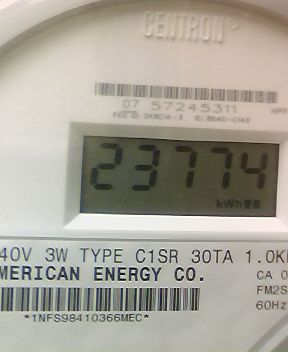 CENTRON®
07 57245311
23774
kWh
40V 3W TYPE C1SR 30TA 1.0K
MERICAN ENERGY CO.
CA 0
FM2S
60Hz
*1NFS98410366MEC*